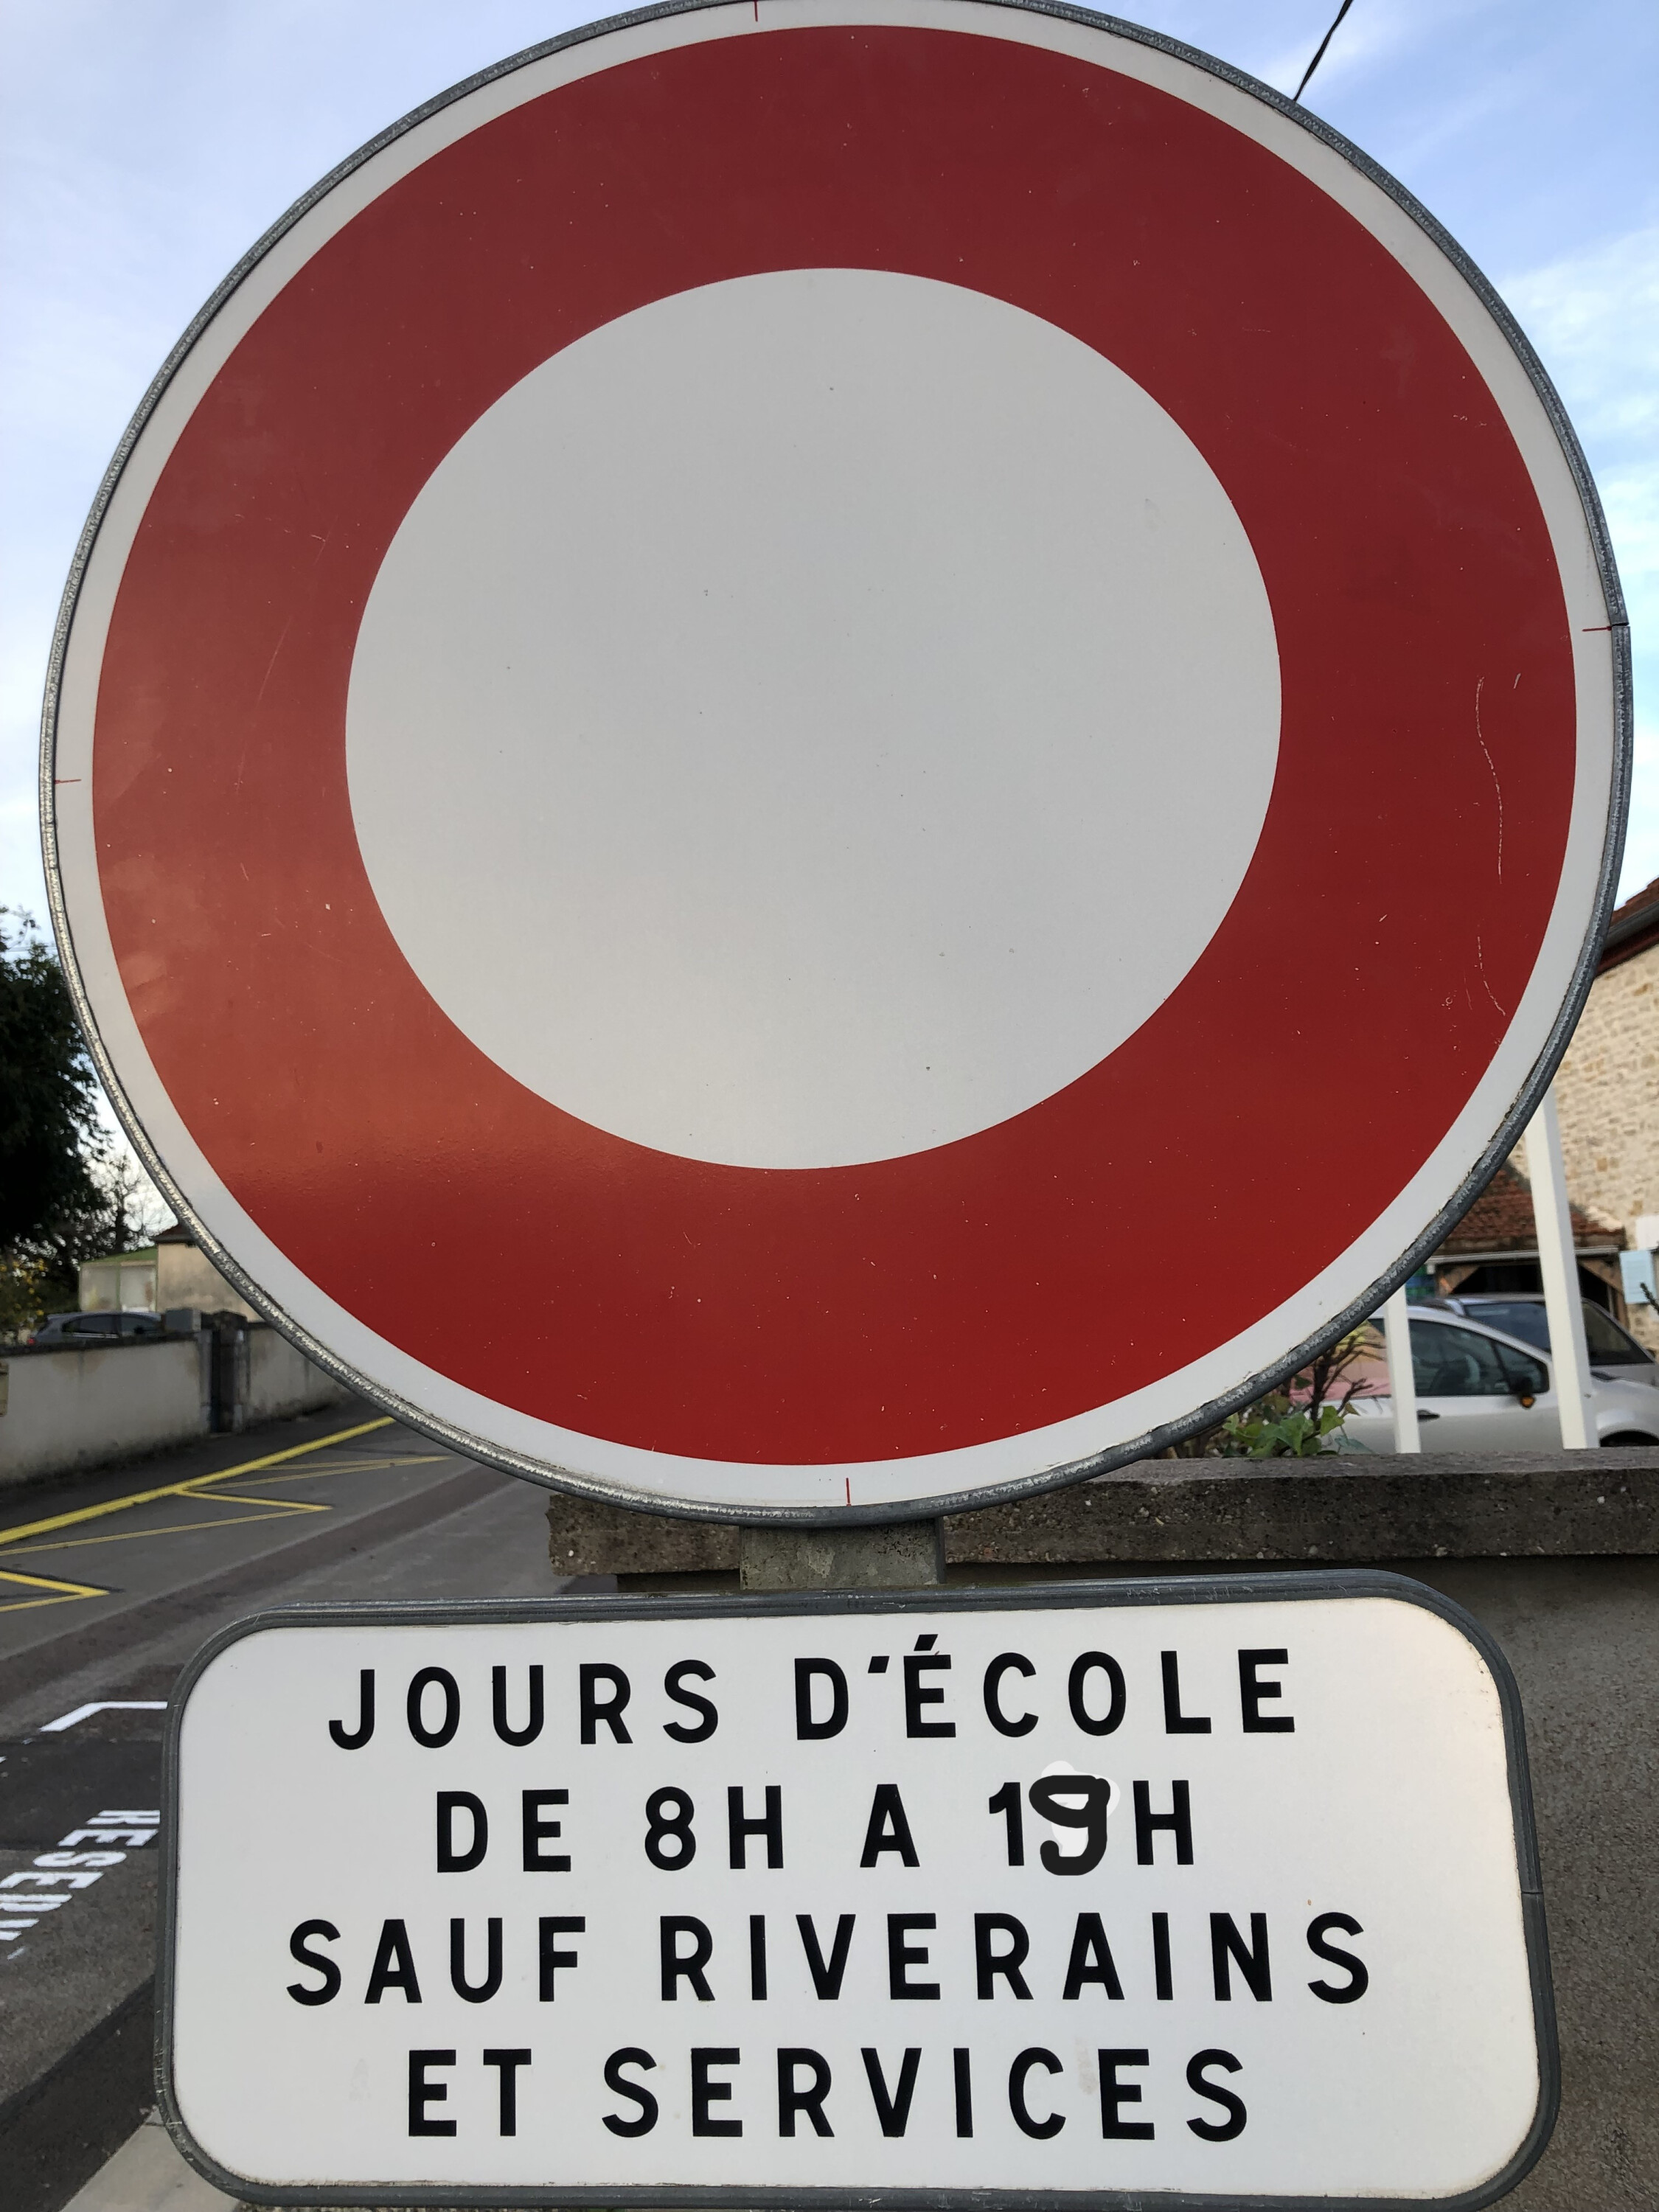 JOURS D'ÉCOLE
DE 8H A 19H
SAUF RIVERAINS
ET SERVICES